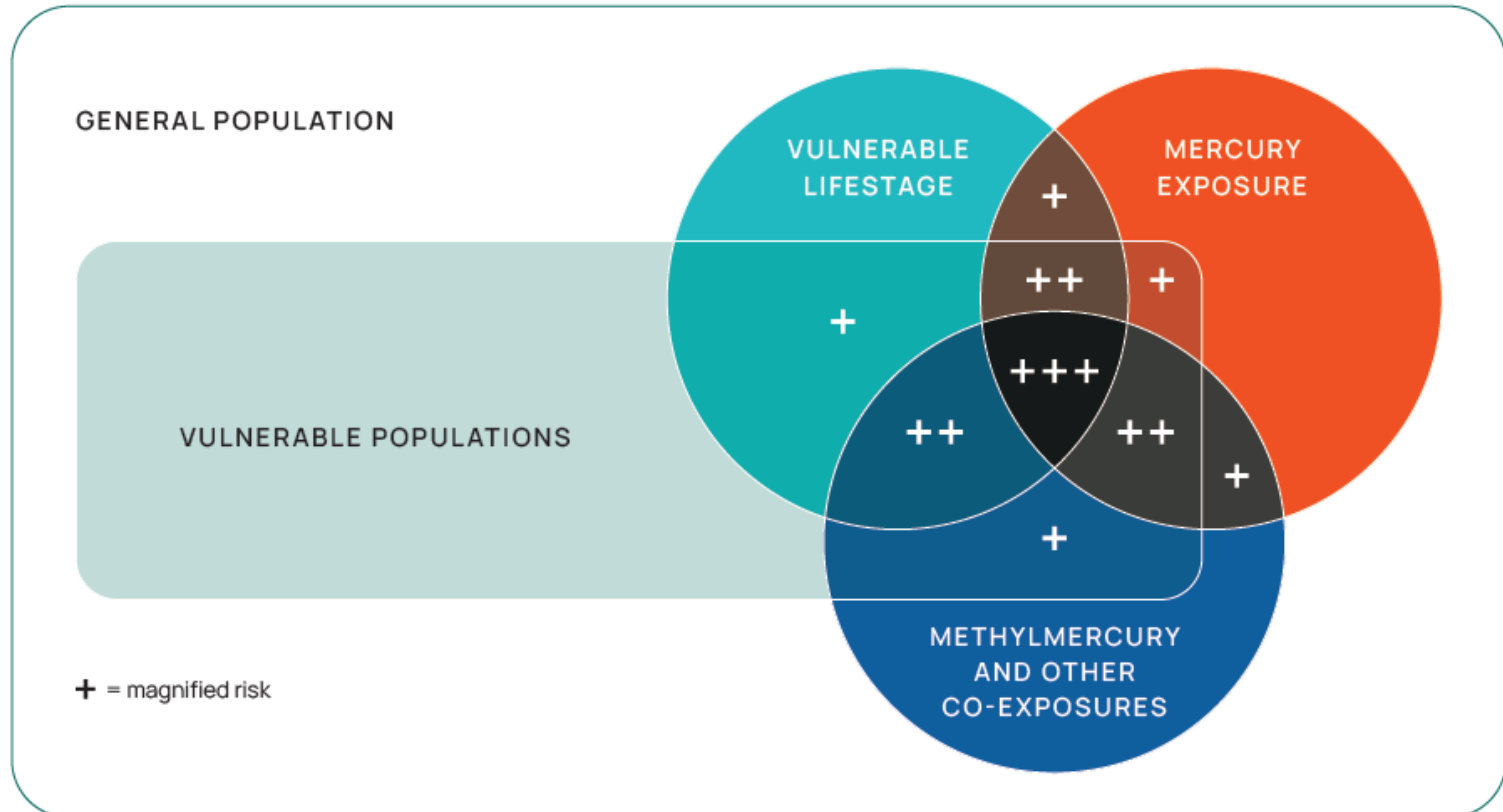 GENERAL POPULATION
VULNERABLE
LIFESTAGE
MERCURY
EXPOSURE
+
++
+
+
+++
VULNERABLE POPULATIONS
++
++
+
+
METHYLMERCURY
AND OTHER
CO-EXPOSURES
+ = magnified risk